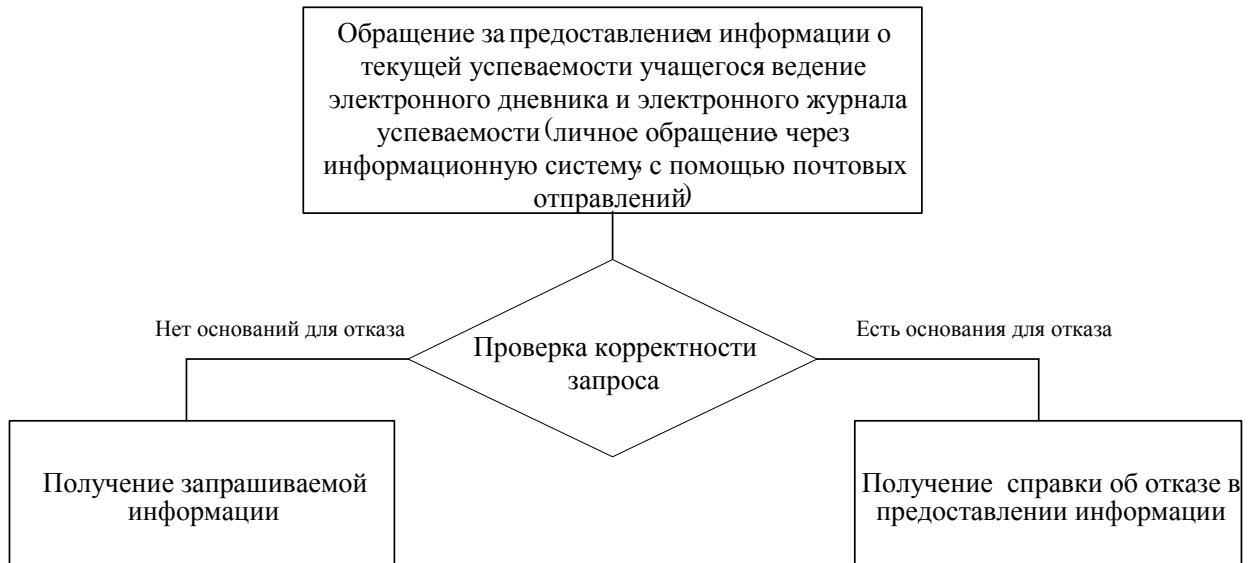 Обращение за предоставлением информации о
текущей успеваемости учащегося ведение
электронного дневника и электронного журнала
успеваемости (личное обращение, через
информационную систему, с помощью почтовых
отправлений)
Нет оснований для отказа
Есть основания для отказа
Проверка корректности
запроса
Получение запрашиваемой
информации
Получение справки об отказе в
предоставлении информации